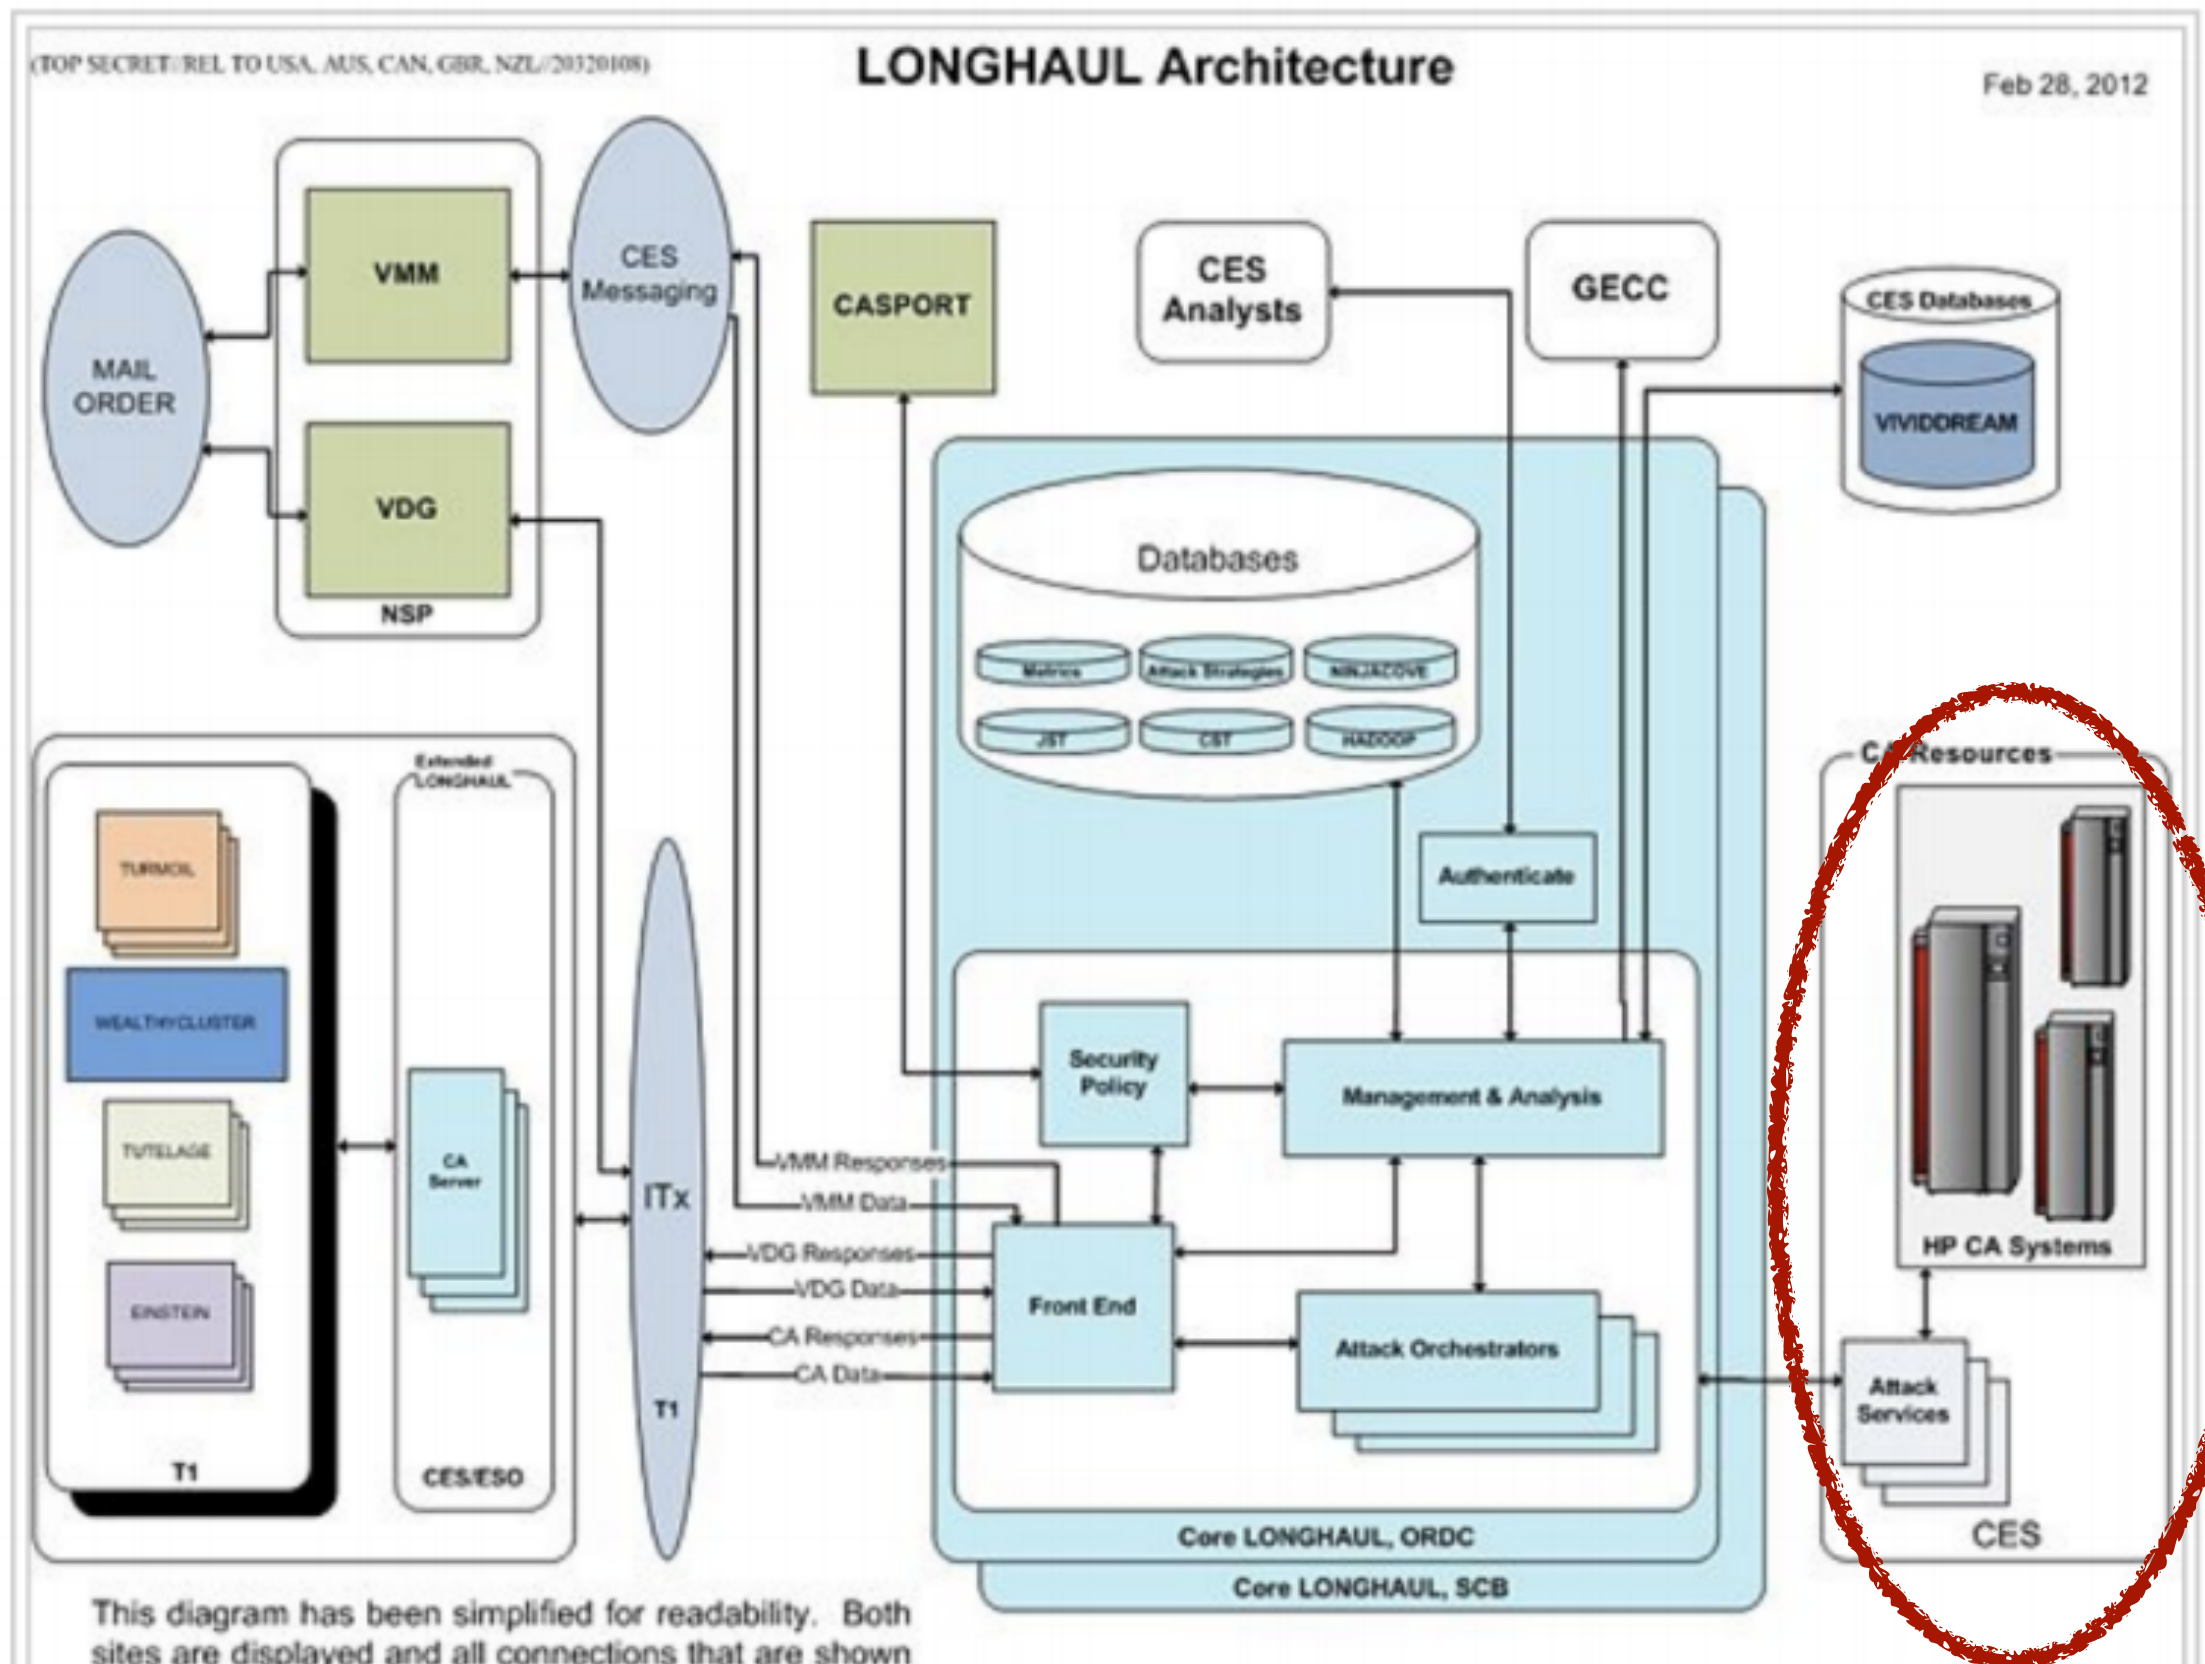 (TOP SECRET//REL TO USA, AUS, CAN, GBR, NZL//20320108)
LONGHAUL Architecture
Feb 28, 2012
MAIL
ORDER
VMM
VDG
NSP
CES
Messaging
CASPORT
CES
Analysts
GECC
CES Databases
VIVIDDREAM
Databases
Metrics
Attack Strategies
NINJACOVE
JST
CST
HADOOP
Authenticate
Security
Policy
Management & Analysis
Front End
Attack Orchestrators
Core LONGHAUL, ORDC
Core LONGHAUL, SCB
VMM Responses
VMM Data
VDG Responses
VDG Data
CA Responses
CA Data
ITx
T1
TURMOIL
WEALTHYCLUSTER
TUTELAGE
EINSTEIN
T1
Extended
LONGHAUL
CA
Server
CES/ESO
CA Resources
HP CA Systems
Attack
Services
CES
This diagram has been simplified for readability. Both
sites are displayed and all connections that are shown